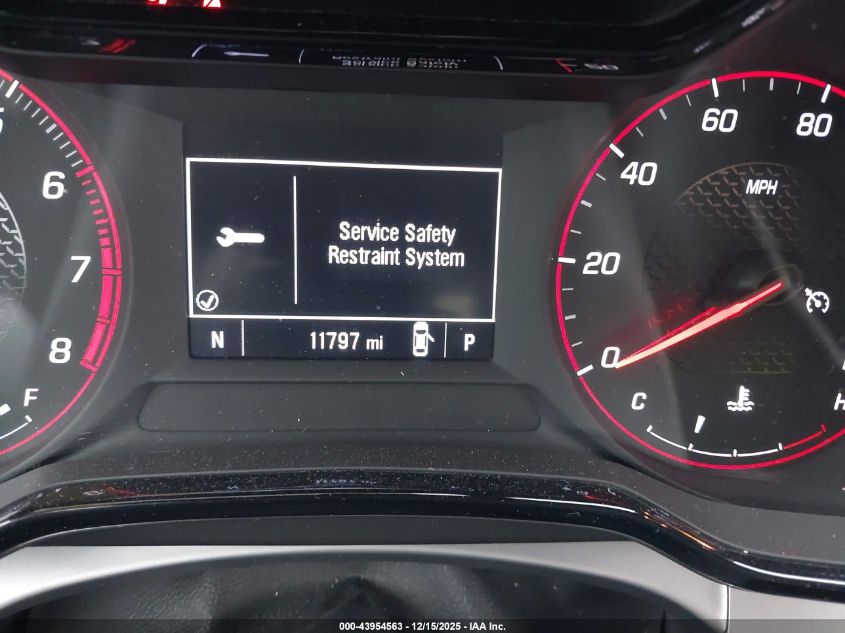 5
6
7
8
F
Service Safety
Restraint System
N
11797 mi
P
0
20
40
60
80
MPH
C
H
000-43954563 - 12/15/2025 - IAA Inc.